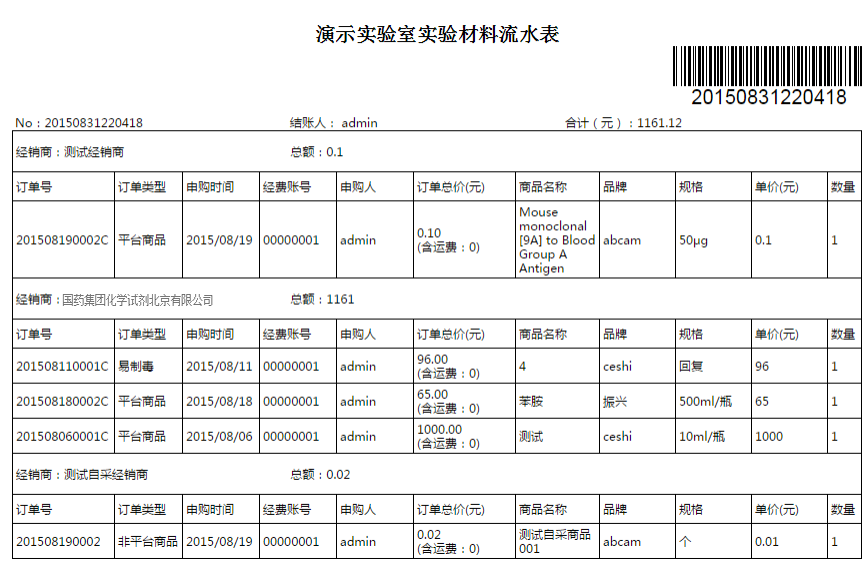 演示实验室实验材料流水表
20150831220418
No：20150831220418 结账人： admin 合计（元）：1161.12
经销商：测试经销商 总额：0.1
订单号 订单类型 申购时间 经费账号 申购人 订单总价(元) 商品名称 品牌 规格 单价(元) 数量
201508190002C 平台商品 2015/08/19 00000001 admin 0.10 (含运费：0) Mouse monoclonal [9A] to Blood Group A Antigen abcam 50μg 0.1 1
经销商：国药集团化学试剂北京有限公司 总额：1161
订单号 订单类型 申购时间 经费账号 申购人 订单总价(元) 商品名称 品牌 规格 单价(元) 数量
201508110001C 易制毒 2015/08/11 00000001 admin 96.00 (含运费：0) 4 ceshi 回复 96 1
201508180002C 平台商品 2015/08/18 00000001 admin 65.00 (含运费：0) 苯胺 振兴 500ml/瓶 65 1
201508060001C 平台商品 2015/08/06 00000001 admin 1000.00 (含运费：0) 测试 ceshi 10ml/瓶 1000 1
经销商：测试自采经销商 总额：0.02
订单号 订单类型 申购时间 经费账号 申购人 订单总价(元) 商品名称 品牌 规格 单价(元) 数量
201508190002 非平台商品 2015/08/19 00000001 admin 0.02 (含运费：0) 测试自采商品001 abcam 个 0.01 1